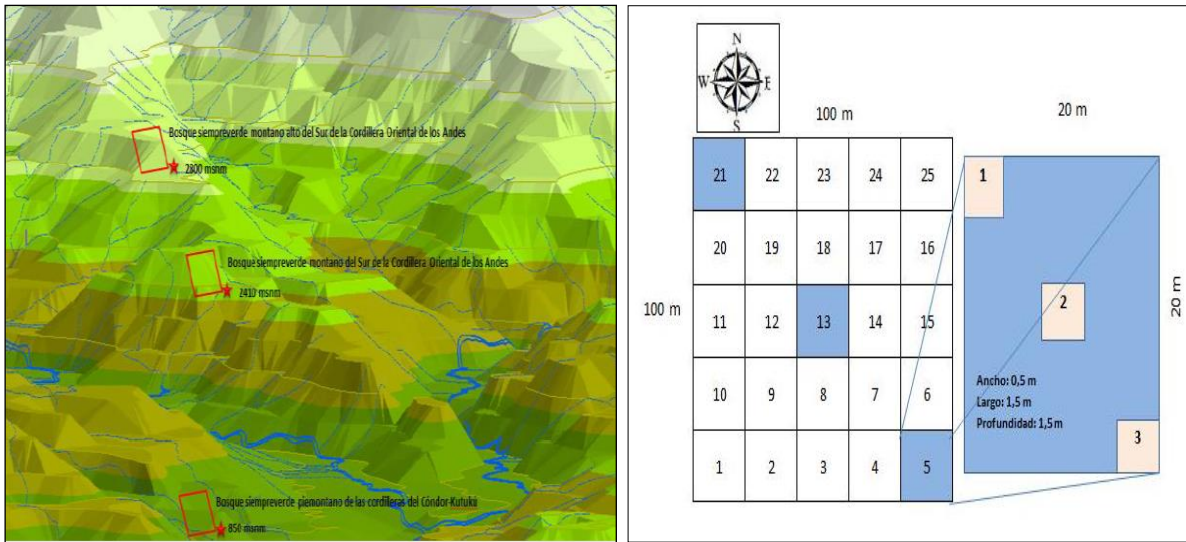 Bosque siempreverde montano alto del Sur de la Cordillera Oriental de los Andes
2800 msnm
Bosque siempreverde montano del Sur de la Cordillera Oriental de los Andes
2410 msnm
Bosque siempreverde piemontano de las cordilleras del Cóndor-Kutukú
850 msnm
N
W E
S
100 m
20 m
21 22 23 24 25
20 19 18 17 16
100 m
11 12 13 14 15
10 9 8 7 6
1 2 3 4 5
1
2
20 m
Ancho: 0,5 m
Largo: 1,5 m
Profundidad: 1,5 m
3